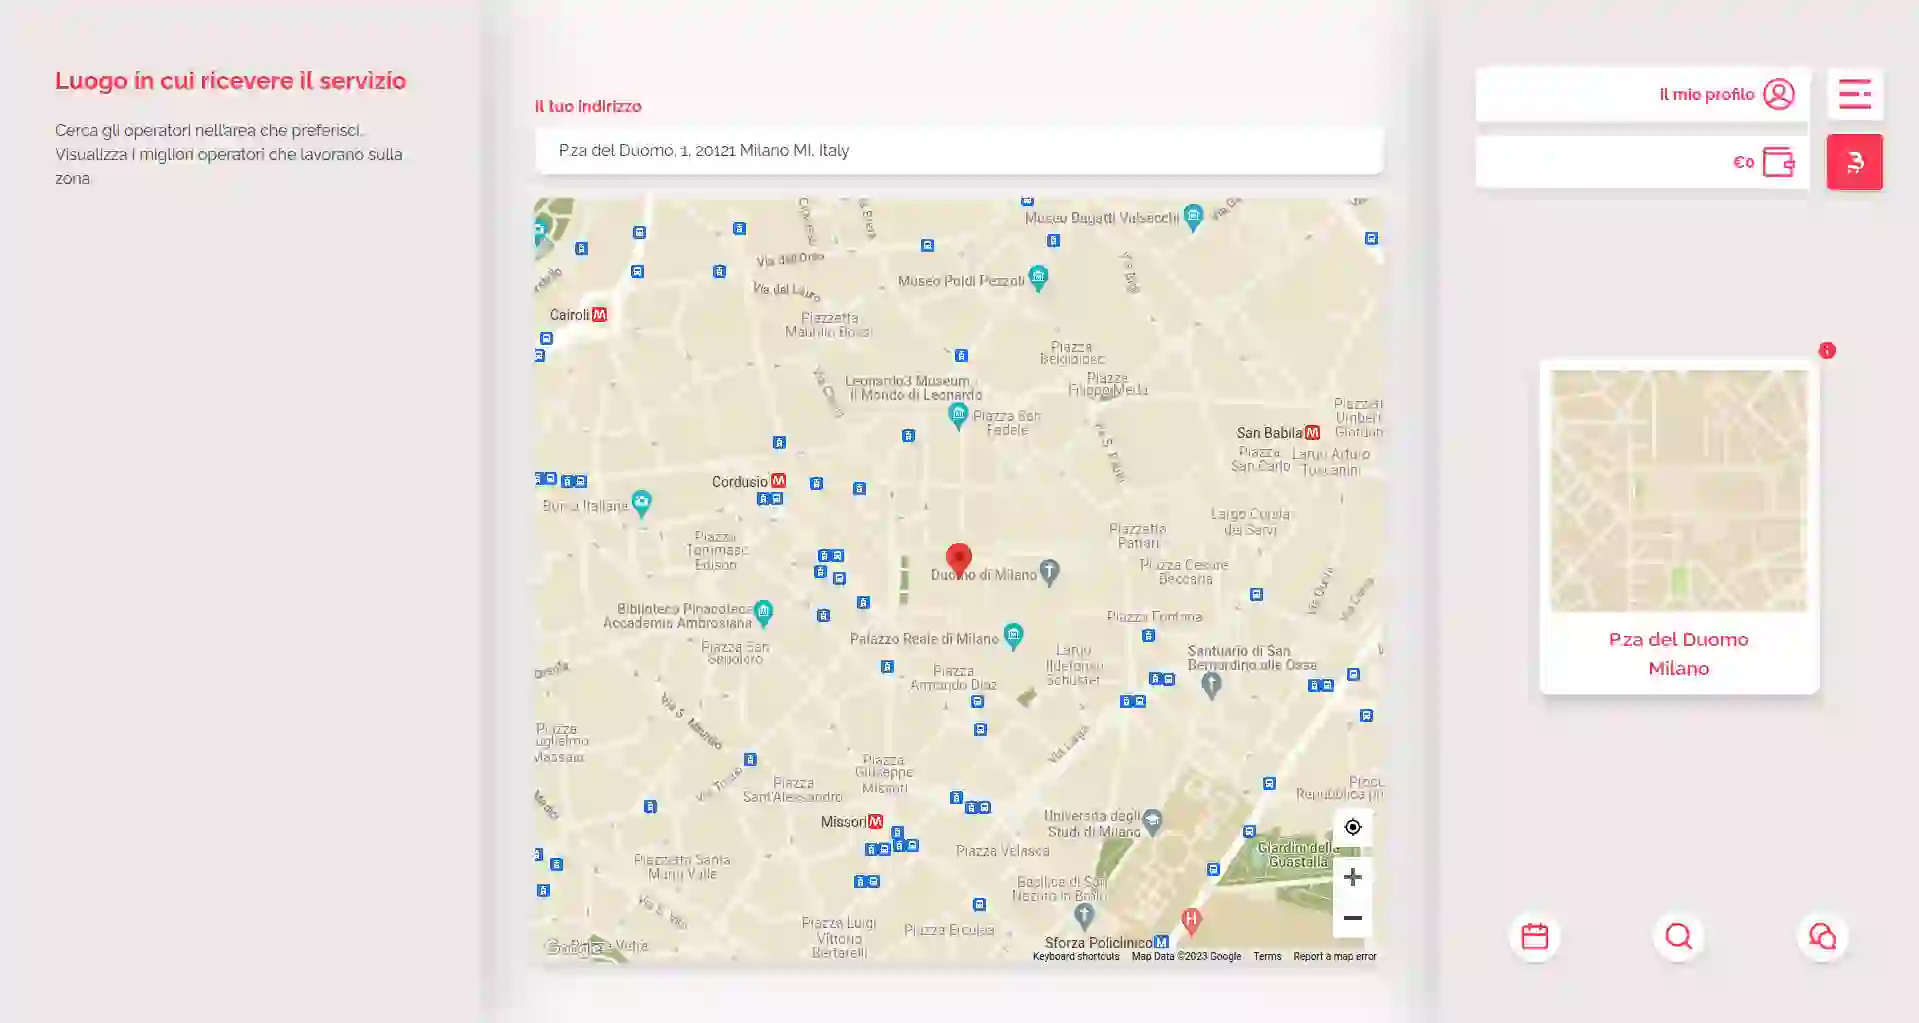 Luogo in cui ricevere il servizio
Cerca gli operatori nell'area che preferisci.
Visualizza i migliori operatori che lavorano sulla
zona.
Il tuo indirizzo
P.za del Duomo, 1, 20121 Milano MI, Italy
Museo Bagatti Valsecchi
Via dell'Orso
Museo Poldi Pezzoli
Via del Lauro
Cairoli
Piazzetta
Maurilio Bossi
Piazza
Belgioioso
Leonardo3 Museum
Il Mondo di Leonardo
Piazza
Filippo Meda
Piazza San
Fedele
San Babila
Piazza
San Carlo
Largo Arturo
Toscanini
Cordusio
Borsa Italiana
Largo Corsia
dei Servi
Piazzetta
Pattari
Piazza
Tommaso
Edison
Duomo di Milano
Piazza Cesare
Beccaria
Biblioteca Pinacoteca
Accademia Ambrosiana
Piazza Fontana
Palazzo Reale di Milano
Piazza San
Sepolcro
Largo
Ildefonso
Schuster
Santuario di San
Bernardino alle Ossa
Piazza
Armando Diaz
Via Larga
Piazza
Giuseppe
Missori
Piazza
Sant'Alessandro
Missori
Università degli
Studi di Milano
Piazza Velasca
Giardini della
Guastalla
Piazzetta Santa
Maria Valle
Basilica di San
Nazaro in Brolo
Piazza Luigi
Vittorio
Bertarelli
Piazza Erculea
Sforza Policlinico
Google
Piazza Vetra
Keyboard shortcuts
Map Data ©2023 Google
Terms
Report a map error
il mio profilo
€0
P.za del Duomo
Milano